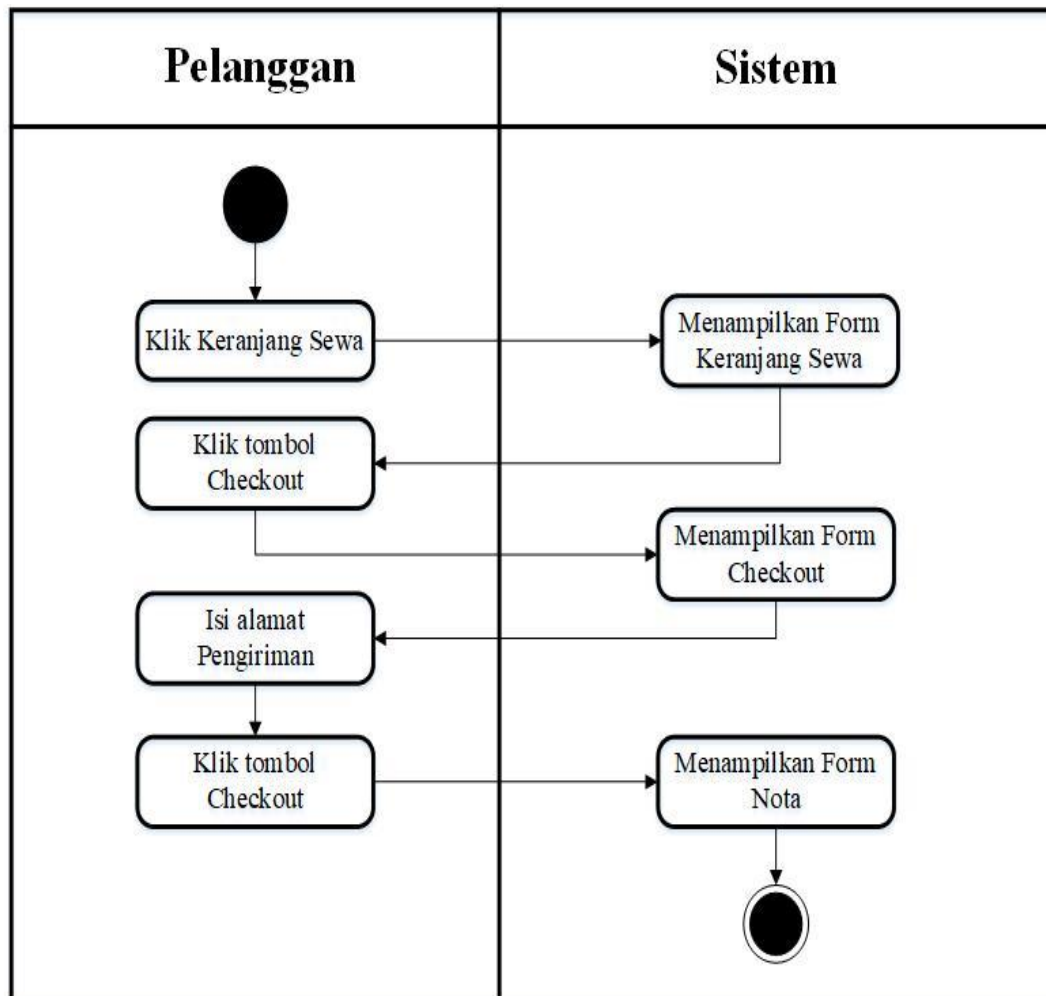 Pelanggan
Sistem
Klik Keranjang Sewa
Menampilkan Form
Keranjang Sewa
Klik tombol
Checkout
Menampilkan Form
Checkout
Isi alamat
Pengiriman
Klik tombol
Checkout
Menampilkan Form
Nota